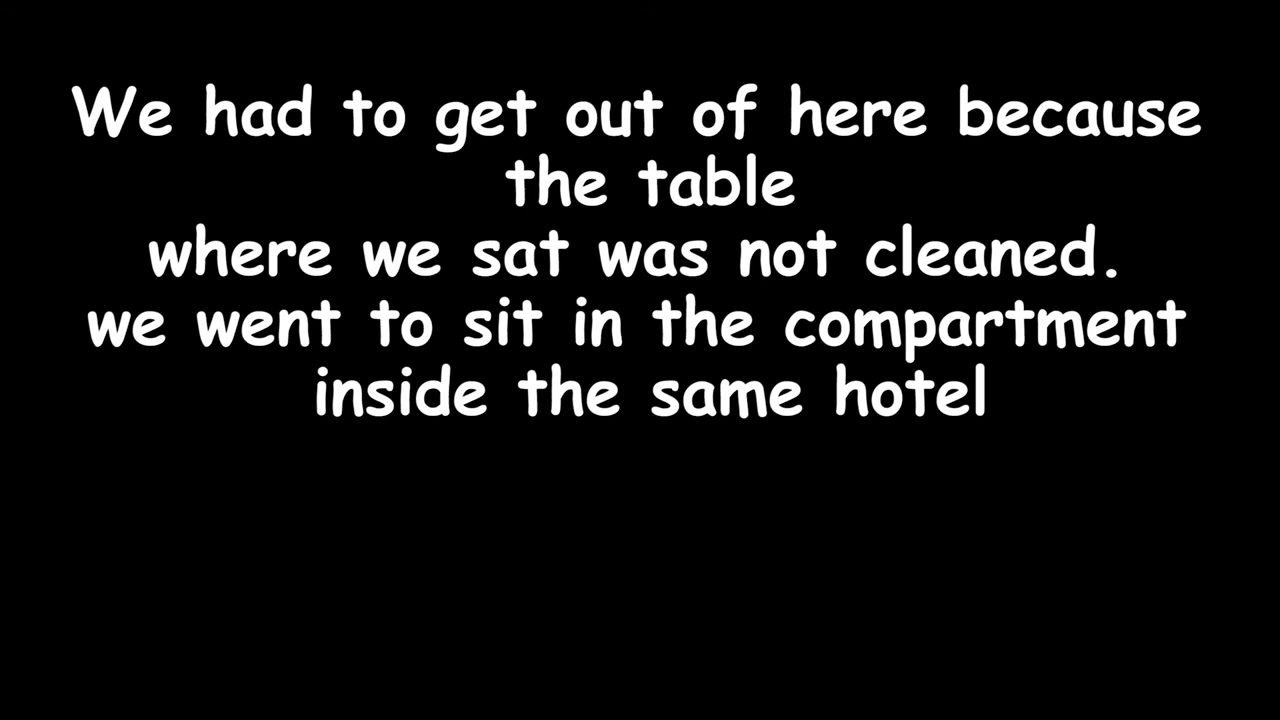 We had to get out of here because
the table
where we sat was not cleaned.
we went to sit in the compartment
inside the same hotel